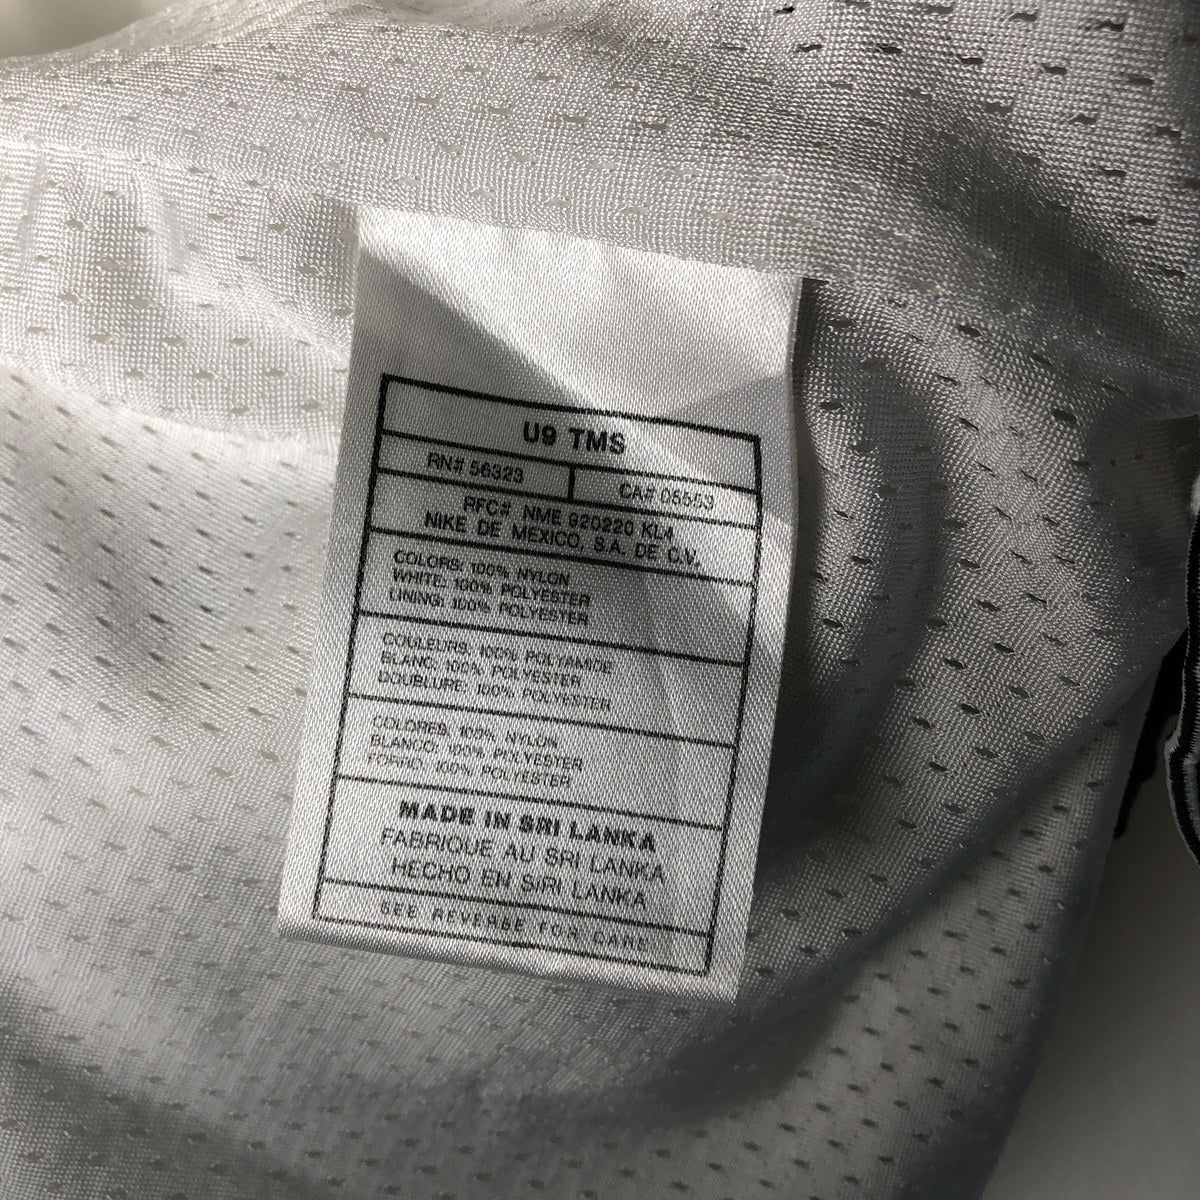 U9 TMS
RN# 56323 CA# 05553
RFC# NME 920220 KL4
NIKE DE MEXICO, S.A. DE C.V.
COLORS: 100% NYLON
WHITE: 100% POLYESTER
LINING: 100% POLYESTER
COULEURS: 100% POLYAMIDE
BLANC: 100% POLYESTER
DOUBLURE: 100% POLYESTER
COLORES: 100% NYLON
BLANCO: 100% POLYESTER
FORRO: 100% POLYESTER
MADE IN SRI LANKA
FABRIQUE AU SRI LANKA
HECHO EN SIRI LANKA
SEE REVERSE FOR CARE